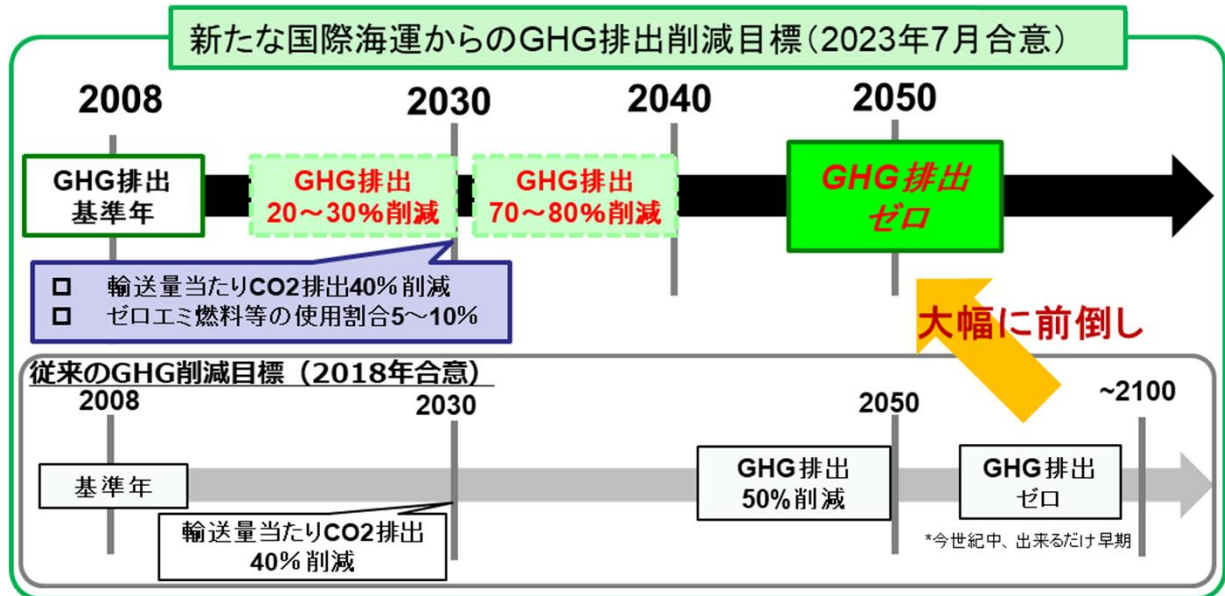 新たな国際海運からのGHG排出削減目標（2023年7月合意）
2008
2030
2040
2050
GHG排出
基準年
GHG排出
20～30%削減
GHG排出
70～80%削減
GHG排出
ゼロ
□ 輸送量当たりCO2排出40%削減
□ ゼロエミ燃料等の使用割合5～10%
大幅に前倒し
従来のGHG削減目標（2018年合意）
2008
2030
2050
~2100
基準年
輸送量当たりCO2排出
40%削減
GHG排出
50%削減
GHG排出
ゼロ
*今世紀中、出来るだけ早期